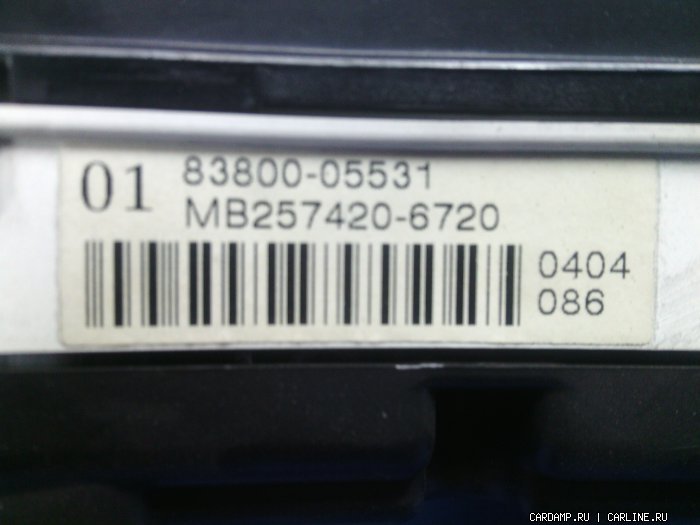 01 83800-05531
MB257420-6720
0404
086
CARDAMP.RU | CARLINE.RU